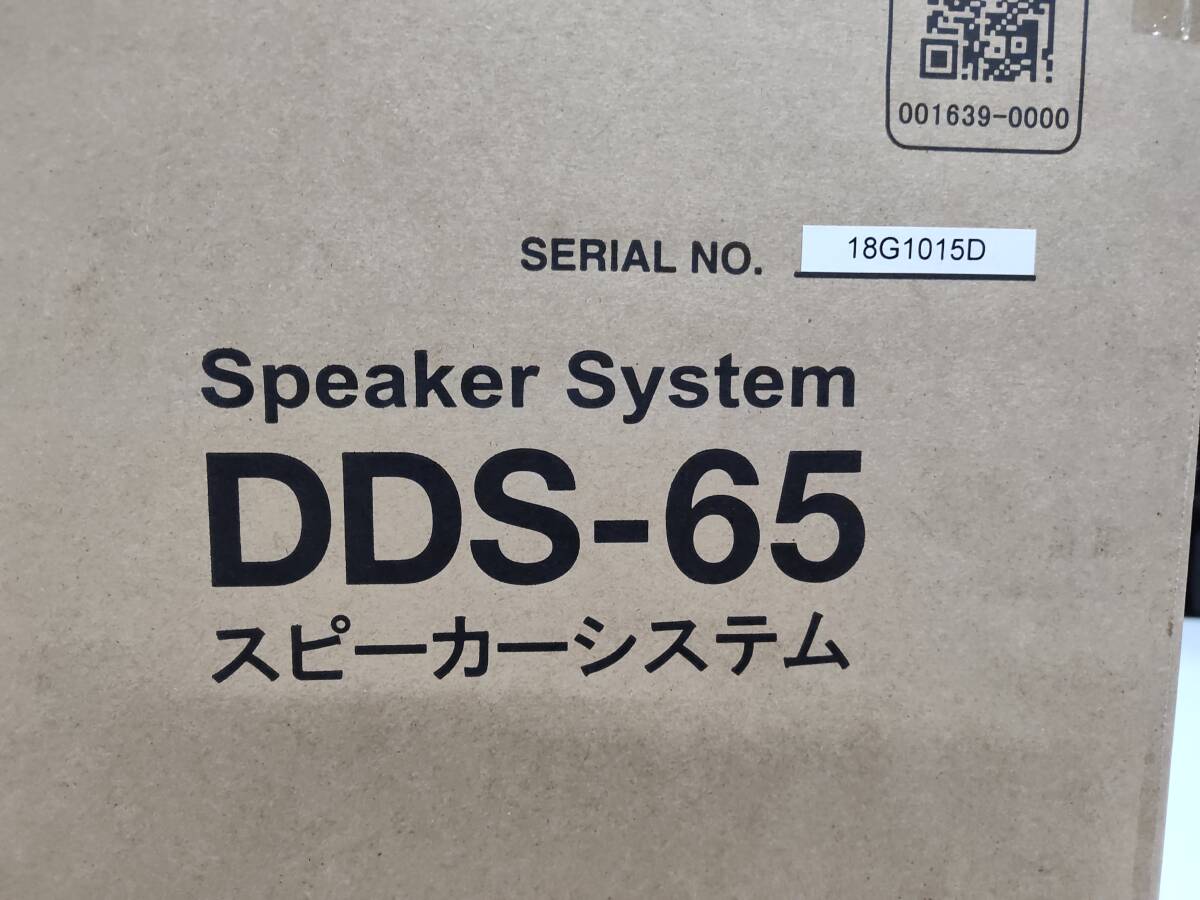 001639-0000
SERIAL NO. 18G1015D
Speaker System
DDS-65
スピーカーシステム